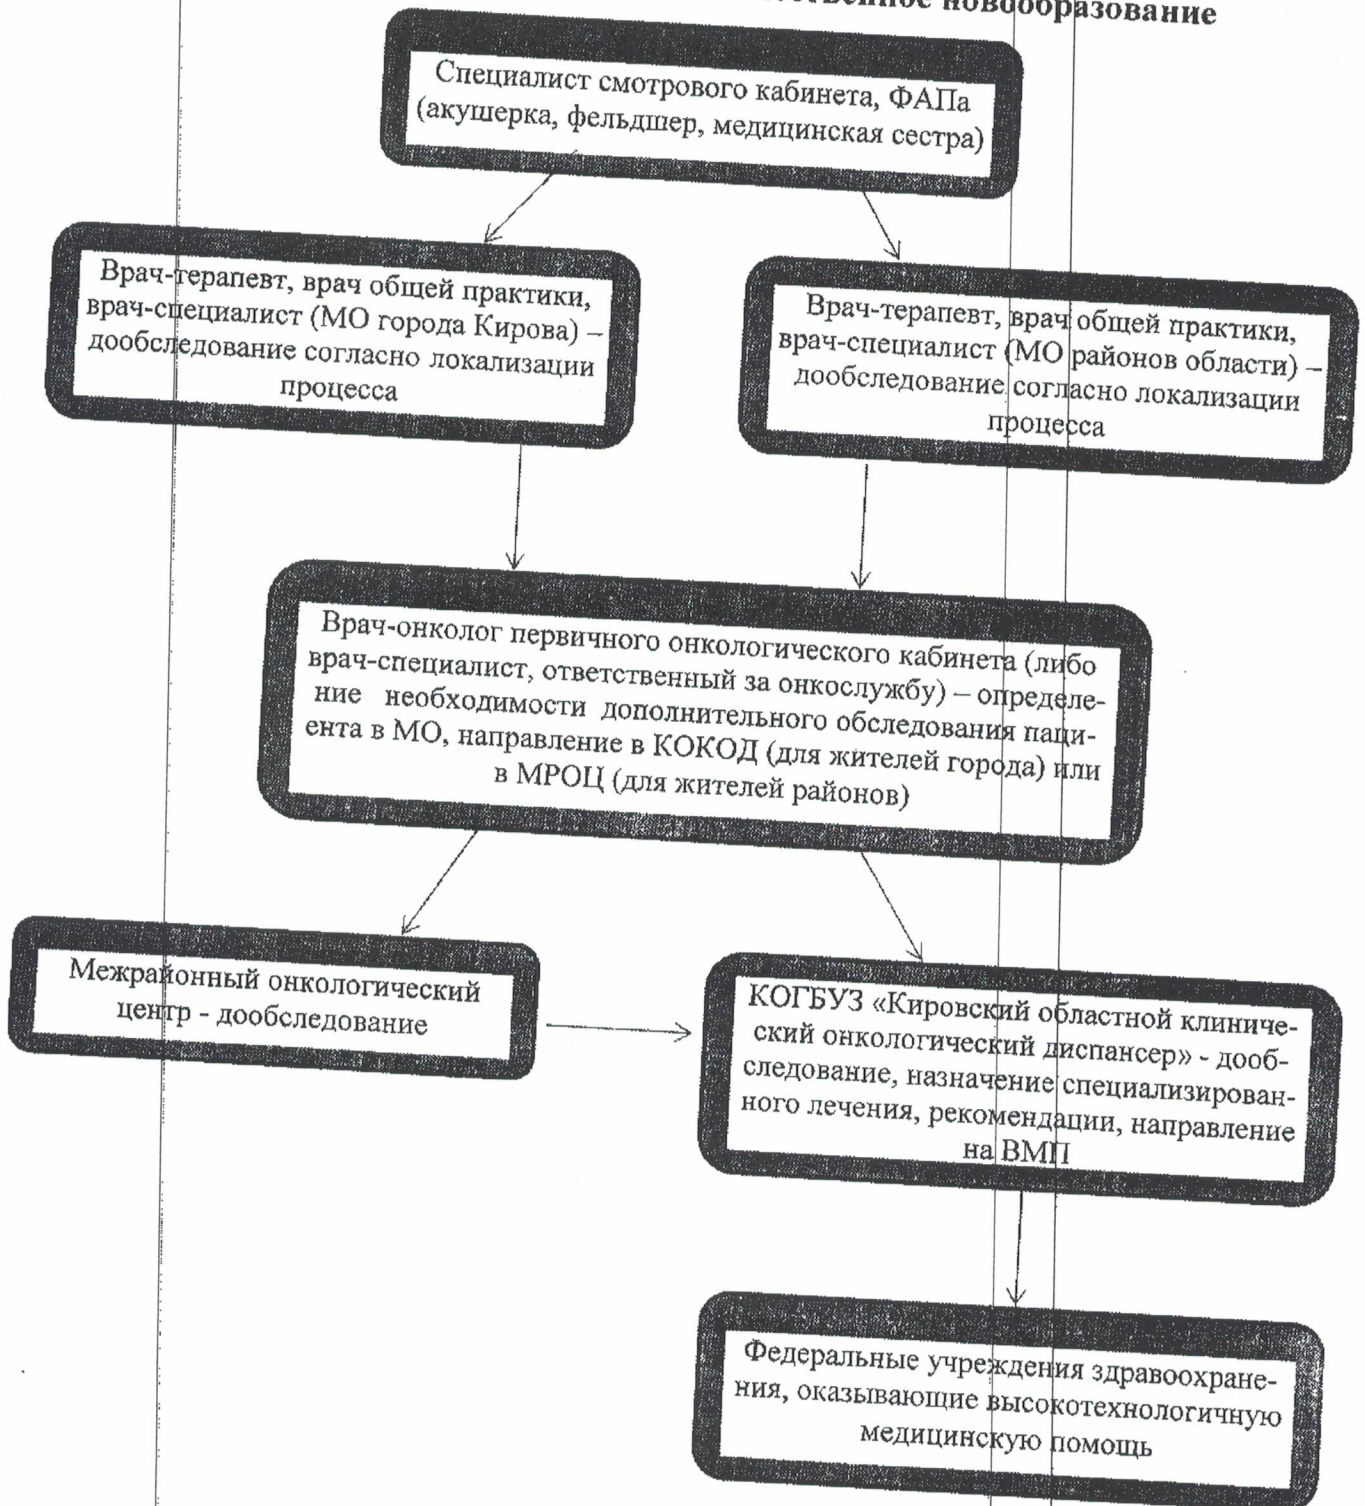 новообразование
Специалист смотрового кабинета, ФАПа
(акушерка, фельдшер, медицинская сестра)
Врач-терапевт, врач общей практики,
врач-специалист (МО города Кирова) –
дообследование согласно локализации
процесса
Врач-терапевт, врач общей практики,
врач-специалист (МО районов области) –
дообследование согласно локализации
процесса
Врач-онколог первичного онкологического кабинета (либо
врач-специалист, ответственный за онкослужбу) – определе-
ние необходимости дополнительного обследования паци-
ента в МО, направление в КОКОД (для жителей города) или
в МРОЦ (для жителей районов)
Межрайонный онкологический
центр - дообследование
КОГБУЗ «Кировский областной клиниче-
ский онкологический диспансер» - дооб-
следование, назначение специализирован-
ного лечения, рекомендации, направление
на ВМП
Федеральные учреждения здравоохране-
ния, оказывающие высокотехнологичную
медицинскую помощь